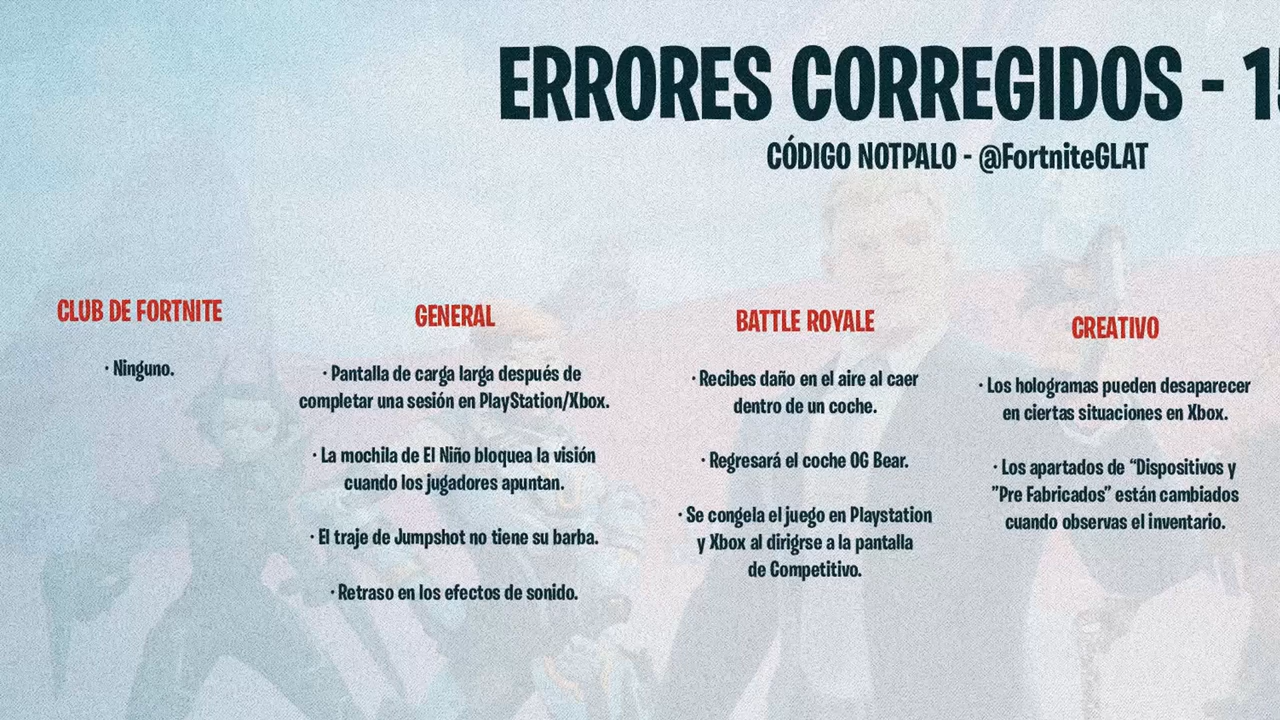 ERRORES CORREGIDOS - 15
CÓDIGO NOTPALO - @FortniteGLAT
CLUB DE FORTNITE
· Ninguno.
GENERAL
· Pantalla de carga larga después de
completar una sesión en PlayStation/Xbox.
· La mochila de El Niño bloquea la visión
cuando los jugadores apuntan.
· El traje de Jumpshot no tiene su barba.
· Retraso en los efectos de sonido.
BATTLE ROYALE
· Recibes daño en el aire al caer
dentro de un coche.
· Regresará el coche OG Bear.
· Se congela el juego en Playstation
y Xbox al dirigrse a la pantalla
de Competitivo.
CREATIVO
· Los hologramas pueden desaparecer
en ciertas situaciones en Xbox.
· Los apartados de “Dispositivos y
”Pre Fabricados” están cambiados
cuando observas el inventario.